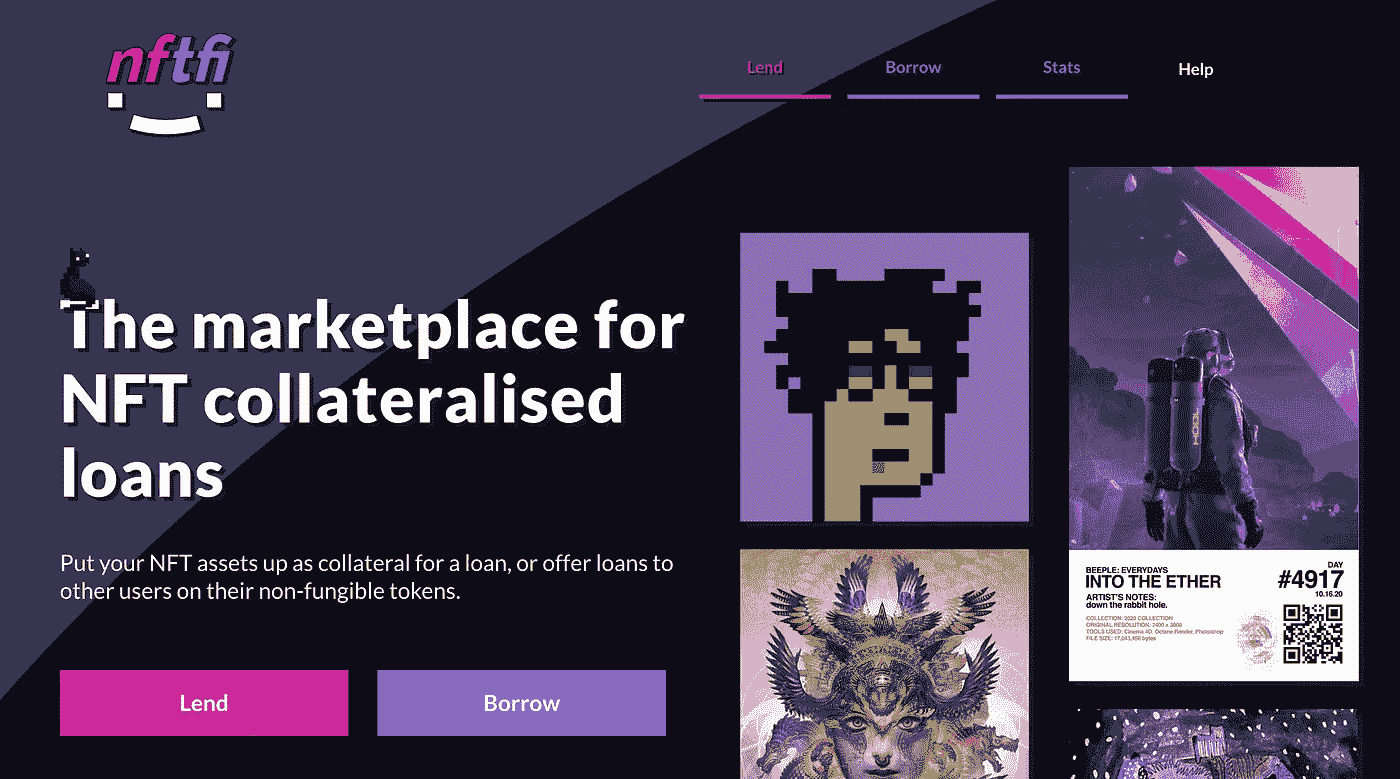 nftfi
Lend
Borrow
Stats
Help
The marketplace for
NFT collateralised
loans
Put your NFT assets up as collateral for a loan, or offer loans to
other users on their non-fungible tokens.
Lend
Borrow
BEEPLE: EVERYDAYS
INTO THE ETHER
ARTIST'S NOTES:
down the rabbit hole.
COLLECTION: 2020 COLLECTION
ORIGINAL RESOLUTION: 2400 x 3000
TOOLS USED: Cinema 4D, Octane Render, Photoshop
FILE SIZE: 17,043,456 bytes
DAY
#4917
10.16.20